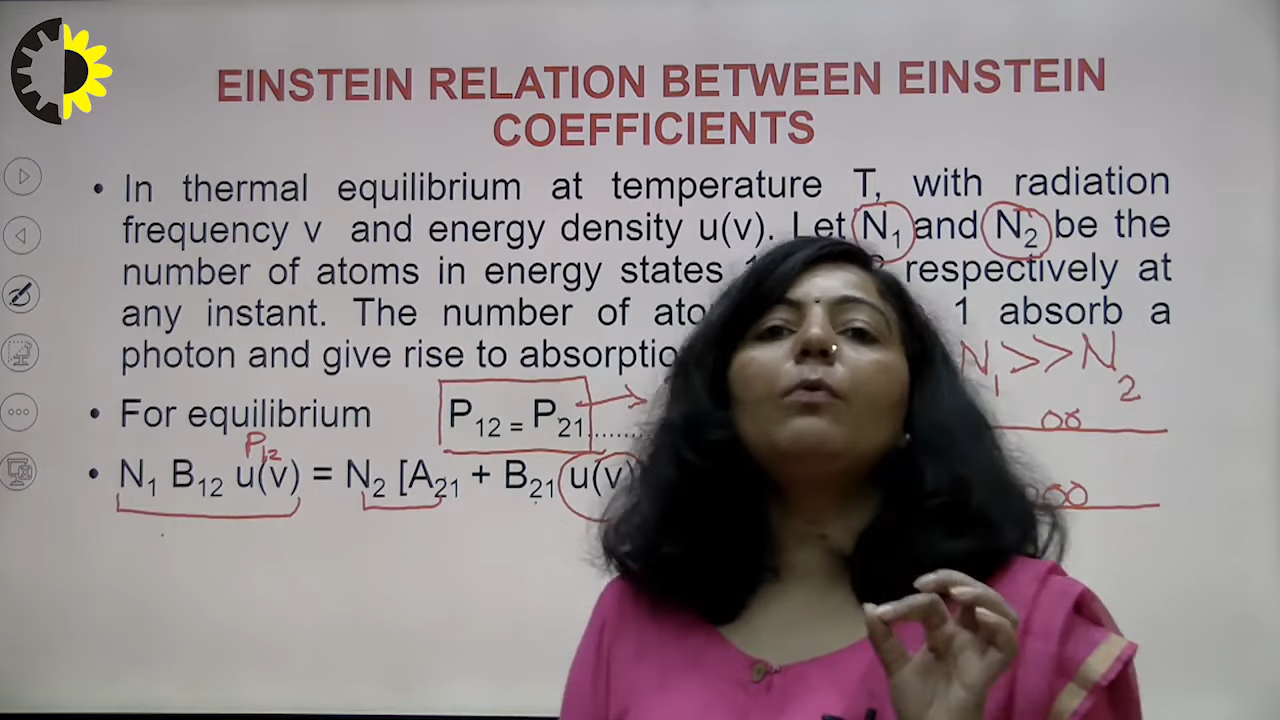 EINSTEIN RELATION BETWEEN EINSTEIN
COEFFICIENTS
• In thermal equilibrium at temperature T, with radiation
frequency v and energy density u(v). Let N₁ and N₂ be the
number of atoms in energy states respectively at
any instant. The number of 1 absorb a
photon and give rise to
N₁ >> N₂
• For equilibrium P₁₂ = P₂₁..........
P₁₂
• N₁ B₁₂ u(v) = N₂ [A₂₁ + B₂₁ u(v)